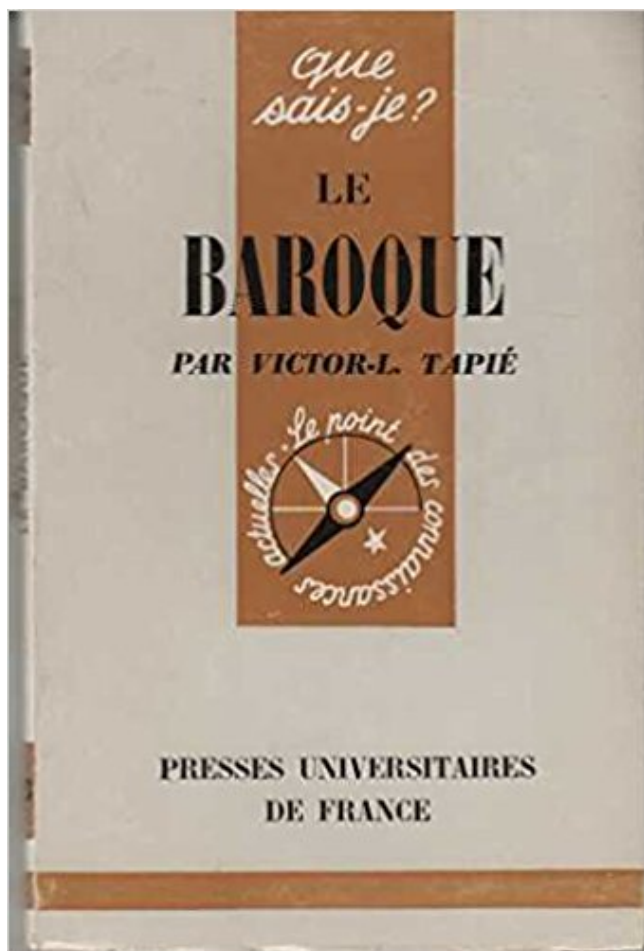 que
sais-je?
LE
BAROQUE
PAR VICTOR-L. TAPIÉ
Le point des connaissances actuelles.
PRESSES UNIVERSITAIRES
DE FRANCE